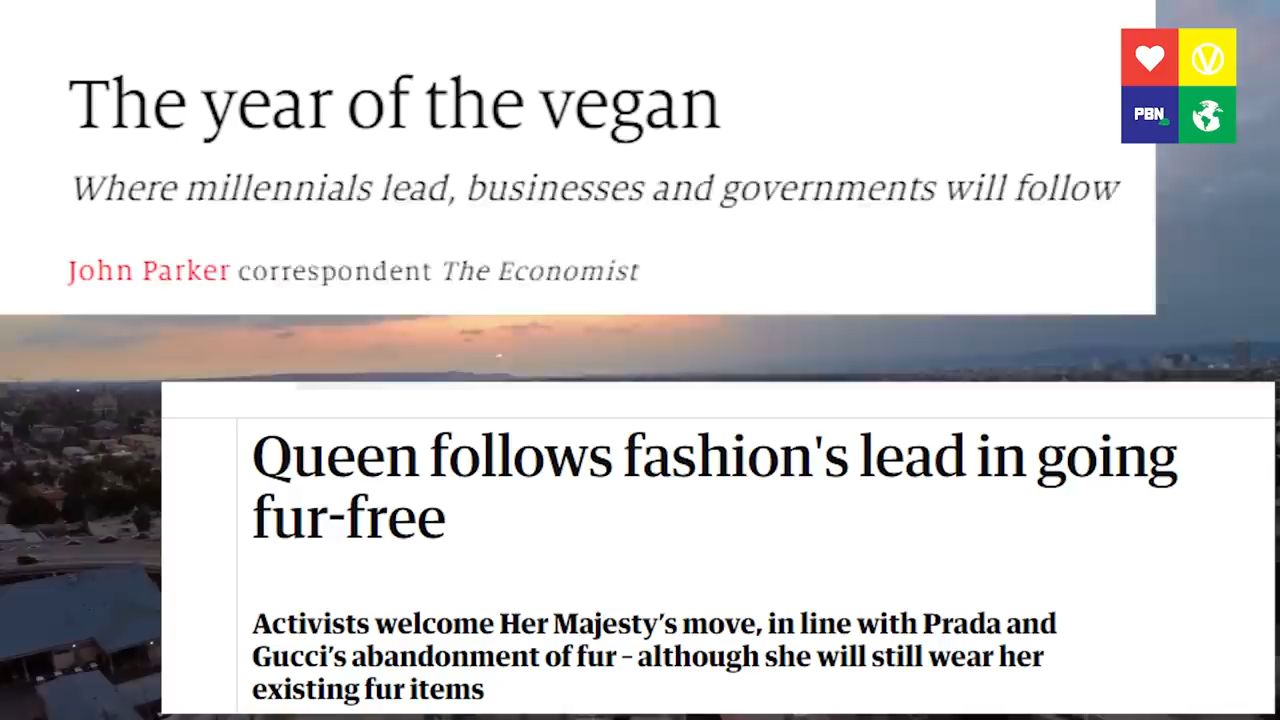 The year of the vegan
Where millennials lead, businesses and governments will follow
John Parker correspondent The Economist
PBN
Queen follows fashion's lead in going
fur-free
Activists welcome Her Majesty’s move, in line with Prada and
Gucci’s abandonment of fur – although she will still wear her
existing fur items